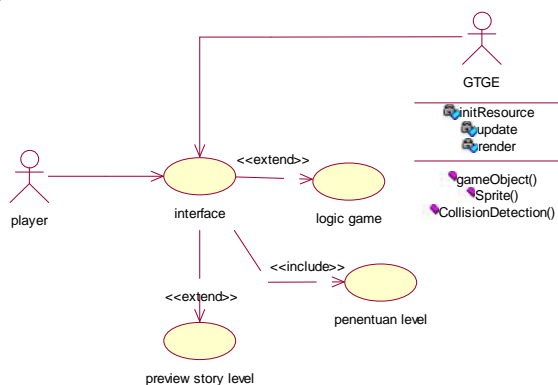 GTGE
initResource
update
render
gameObject()
Sprite()
CollisionDetection()
<<extend>>
player
interface
logic game
<<include>>
<<extend>>
penentuan level
preview story level